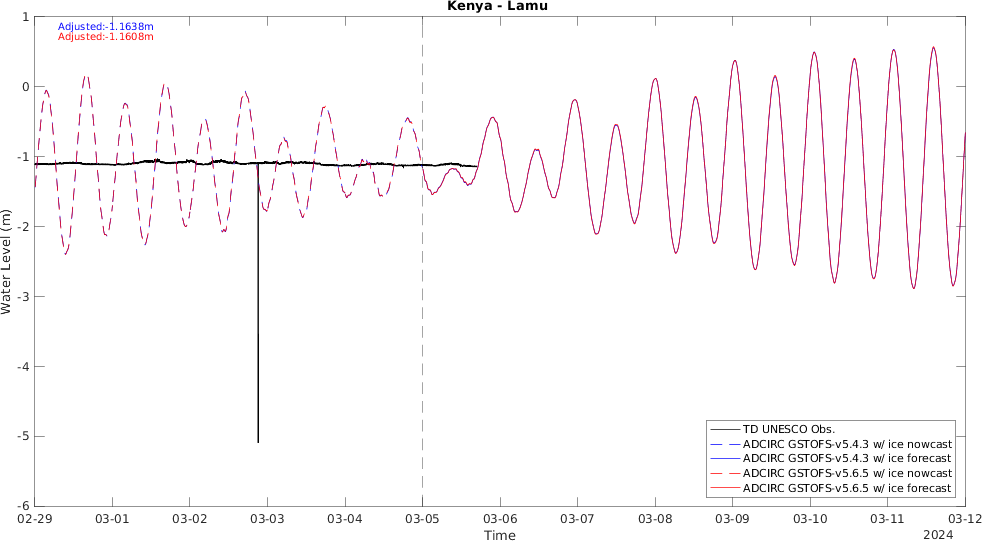 Kenya - Lamu
Adjusted:-1.1638m
Adjusted:-1.1608m
1
0
-1
-2
-3
-4
-5
-6
Water Level (m)
TD UNESCO Obs.
ADCIRC GSTOFS-v5.4.3 w/ ice nowcast
ADCIRC GSTOFS-v5.4.3 w/ ice forecast
ADCIRC GSTOFS-v5.6.5 w/ ice nowcast
ADCIRC GSTOFS-v5.6.5 w/ ice forecast
02-29 03-01 03-02 03-03 03-04 03-05 03-06 03-07 03-08 03-09 03-10 03-11 03-12
Time
2024